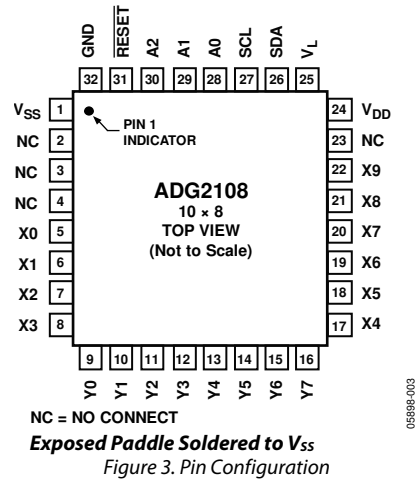 GND
RESET
A2
A1
A0
SCL
SDA
VL
32 31 30 29 28 27 26 25
VSS 1
NC 2
NC 3
NC 4
X0 5
X1 6
X2 7
X3 8
PIN 1
INDICATOR
ADG2108
10 × 8
TOP VIEW
(Not to Scale)
24 VDD
23 NC
22 X9
21 X8
20 X7
19 X6
18 X5
17 X4
9 10 11 12 13 14 15 16
Y0
Y1
Y2
Y3
Y4
Y5
Y6
Y7
NC = NO CONNECT
Exposed Paddle Soldered to VSS
Figure 3. Pin Configuration
05898-003